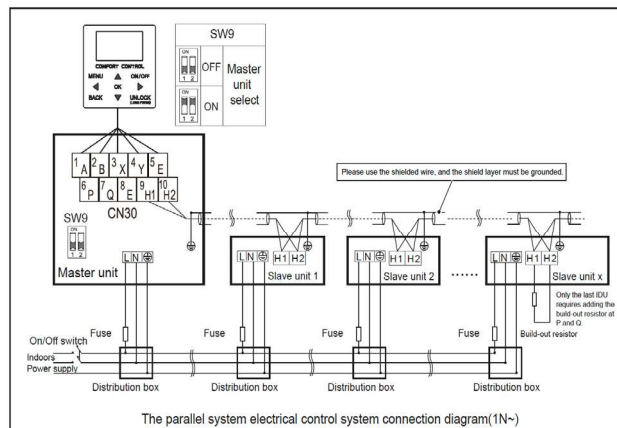 SW9
ON
1 2
OFF
Master
unit
select
ON
1 2
ON
COMFORT CONTROL
MENU ON/OFF
OK
BACK UNLOCK
1 A 2 B 3 X 4 Y 5 E
6 P 7 Q 8 E 9 H1 10 H2
CN30
SW9
ON
1 2
Master unit
L N
Please use the shielded wire, and the shield layer must be grounded.
L N H1 H2
Slave unit 1
L N H1 H2
Slave unit 2
......
L N H1 H2
Slave unit x
Only the last IDU
requires adding the
build-out resistor at
P and Q
Build-out resistor
Fuse
Fuse
Fuse
Fuse
On/Off switch
Indoors
Power supply
Distribution box
Distribution box
Distribution box
Distribution box
The parallel system electrical control system connection diagram(1N~)